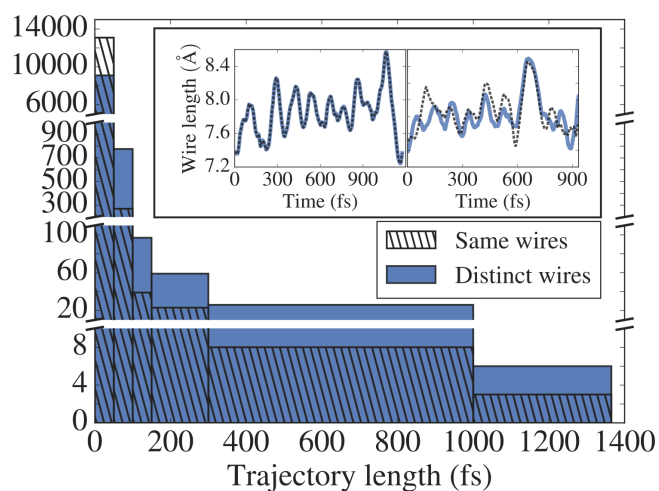 14000
10000
6000
900
700
500
300
100
60
20
8
4
0
Wire length (Å)
8.0
7.6
7.2
0 300 600 900 0 300 600 900
Time (fs) Time (fs)
Same wires
Distinct wires
0 200 400 600 800 1000 1200 1400
Trajectory length (fs)